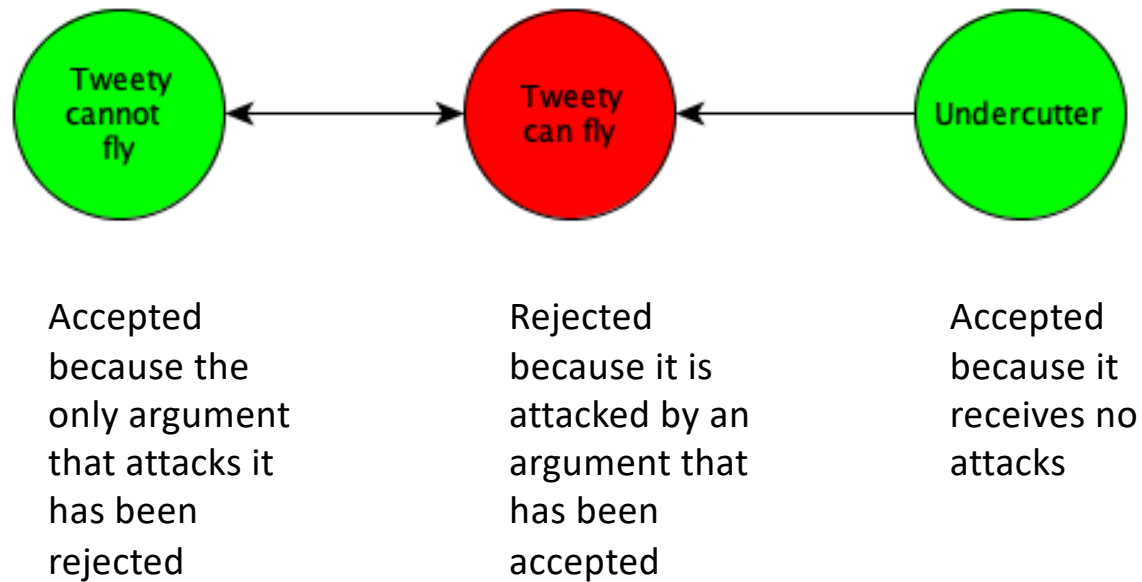 Tweety
cannot
fly
Tweety
can fly
Undercutter
Accepted
because the
only argument
that attacks it
has been
rejected
Rejected
because it is
attacked by an
argument that
has been
accepted
Accepted
because it
receives no
attacks